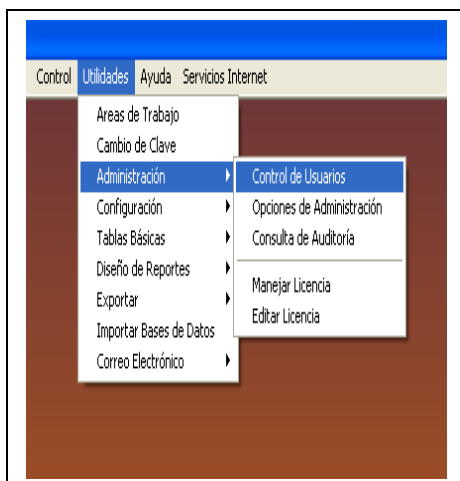 Control Utilidades Ayuda Servicios Internet
Areas de Trabajo
Cambio de Clave
Administración
Configuración
Tablas Básicas
Diseño de Reportes
Exportar
Importar Bases de Datos
Correo Electrónico
Control de Usuarios
Opciones de Administración
Consulta de Auditoría
Manejar Licencia
Editar Licencia